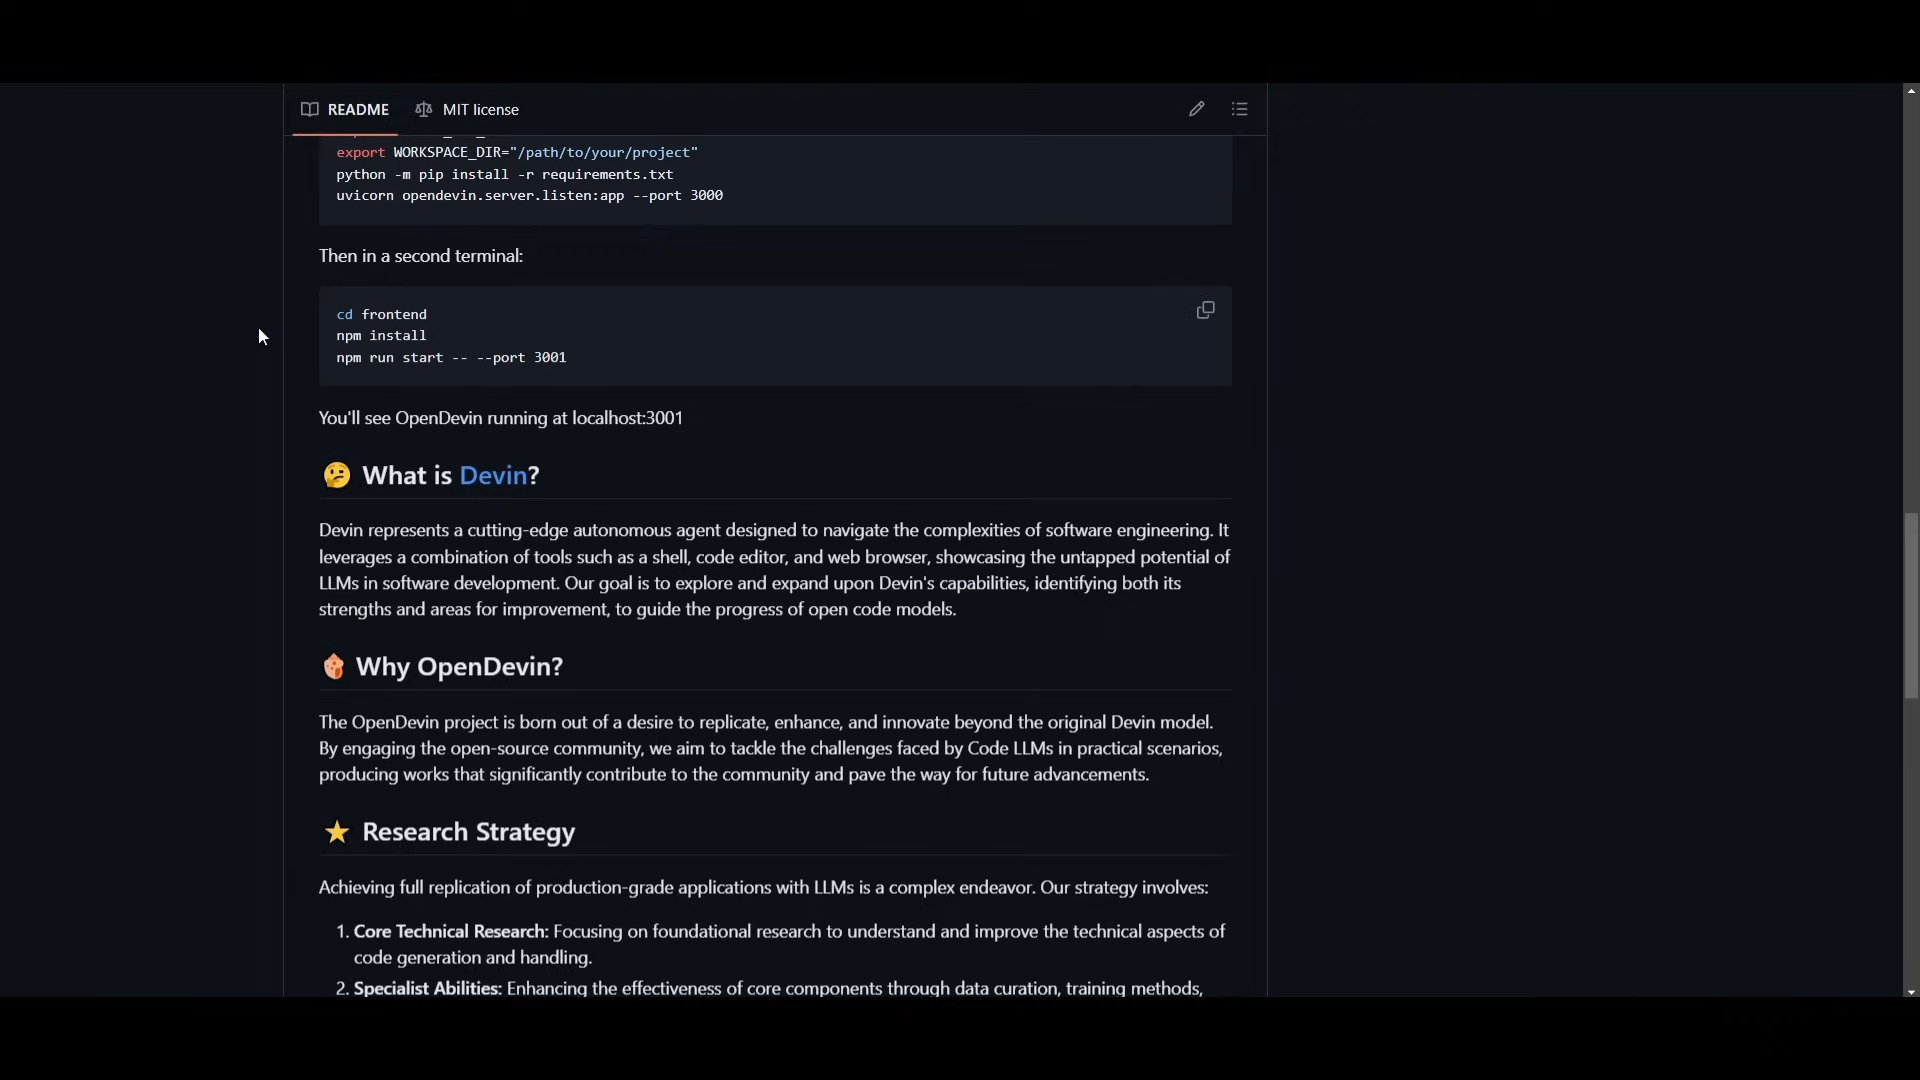 README MIT license
export WORKSPACE_DIR="/path/to/your/project"
python -m pip install -r requirements.txt
uvicorn opendevin.server.listen:app --port 3000
Then in a second terminal:
cd frontend
npm install
npm run start -- --port 3001
You'll see OpenDevin running at localhost:3001
🤔 What is Devin?
Devin represents a cutting-edge autonomous agent designed to navigate the complexities of software engineering. It
leverages a combination of tools such as a shell, code editor, and web browser, showcasing the untapped potential of
LLMs in software development. Our goal is to explore and expand upon Devin's capabilities, identifying both its
strengths and areas for improvement, to guide the progress of open code models.
Why OpenDevin?
The OpenDevin project is born out of a desire to replicate, enhance, and innovate beyond the original Devin model.
By engaging the open-source community, we aim to tackle the challenges faced by Code LLMs in practical scenarios,
producing works that significantly contribute to the community and pave the way for future advancements.
⭐ Research Strategy
Achieving full replication of production-grade applications with LLMs is a complex endeavor. Our strategy involves:
1. Core Technical Research: Focusing on foundational research to understand and improve the technical aspects of
code generation and handling.
2. Specialist Abilities: Enhancing the effectiveness of core components through data curation, training methods,